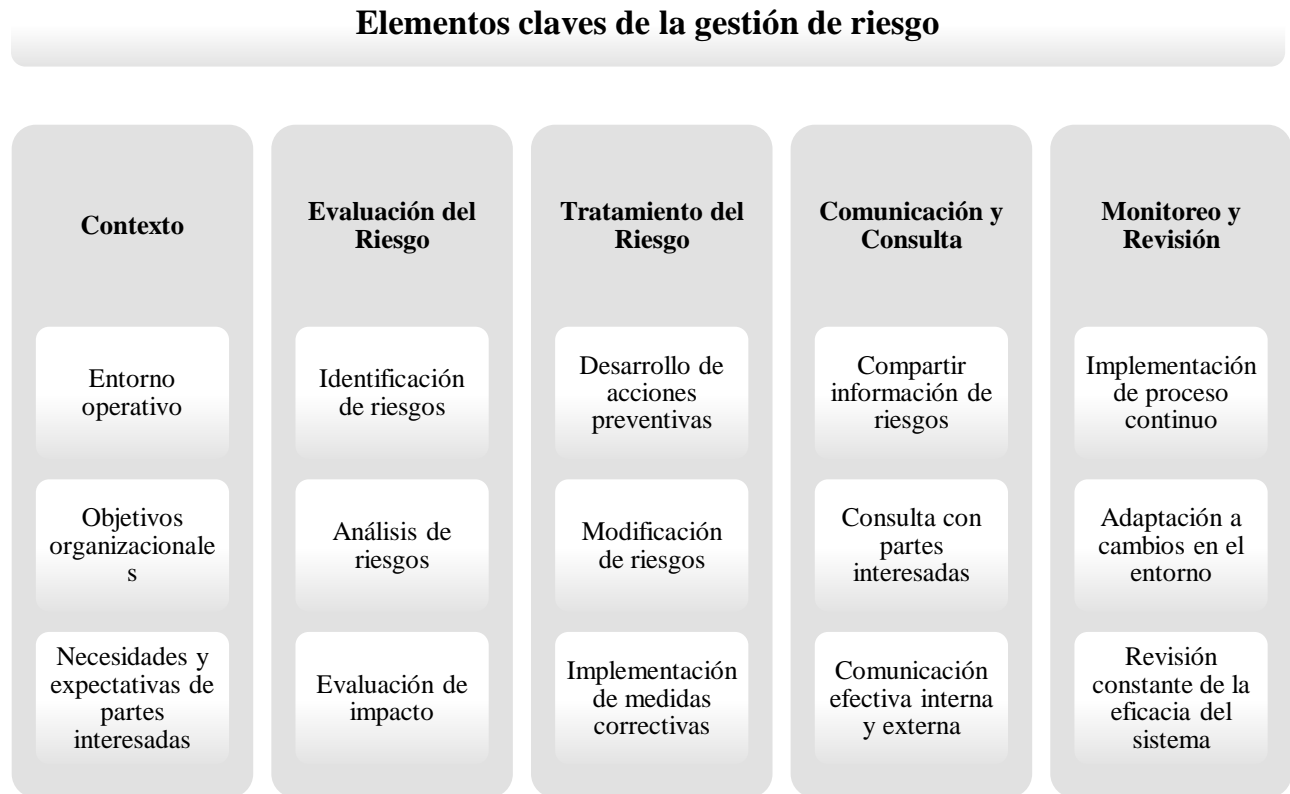 Elementos claves de la gestión de riesgo
Contexto
Entorno
operativo
Objetivos
organizacionale
s
Necesidades y
expectativas de
partes
interesadas
Evaluación del
Riesgo
Identificación
de riesgos
Análisis de
riesgos
Evaluación de
impacto
Tratamiento del
Riesgo
Desarrollo de
acciones
preventivas
Modificación
de riesgos
Implementación
de medidas
correctivas
Comunicación y
Consulta
Compartir
información de
riesgos
Consulta con
partes
interesadas
Comunicación
efectiva interna
y externa
Monitoreo y
Revisión
Implementación
de proceso
continuo
Adaptación a
cambios en el
entorno
Revisión
constante de la
eficacia del
sistema